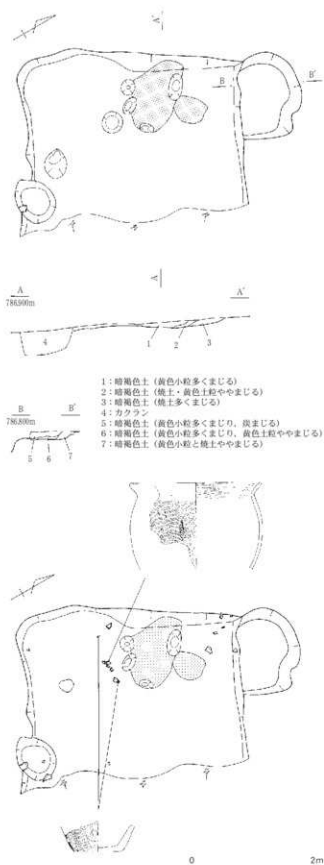 A'
B
B'
A
A
786.800m
A'
4
1
2
3
B
786.800m
B'
5
6
7
1：暗褐色土（黄色小粒多くまじる）
2：暗褐色土（焼土・黄色土粒ややまじる）
3：暗褐色土（焼土多くまじる）
4：カクラン
5：暗褐色土（黄色小粒多くまじり、炭まじる）
6：暗褐色土（黄色小粒多くまじり、黄色土粒ややまじる）
7：暗褐色土（黄色小粒と焼土ややまじる）
0
2m